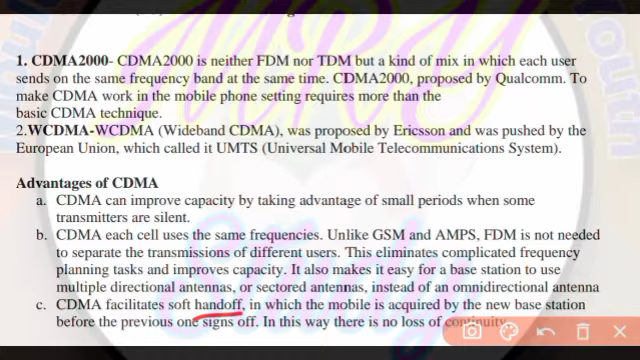 1. CDMA2000- CDMA2000 is neither FDM nor TDM but a kind of mix in which each user
sends on the same frequency band at the same time. CDMA2000, proposed by Qualcomm. To
make CDMA work in the mobile phone setting requires more than the
basic CDMA technique.
2.WCDMA-WCDMA (Wideband CDMA), was proposed by Ericsson and was pushed by the
European Union, which called it UMTS (Universal Mobile Telecommunications System).
Advantages of CDMA
a. CDMA can improve capacity by taking advantage of small periods when some
transmitters are silent.
b. CDMA each cell uses the same frequencies. Unlike GSM and AMPS, FDM is not needed
to separate the transmissions of different users. This eliminates complicated frequency
planning tasks and improves capacity. It also makes it easy for a base station to use
multiple directional antennas, or sectored antennas, instead of an omnidirectional antenna
c. CDMA facilitates soft handoff, in which the mobile is acquired by the new base station
before the previous one signs off. In this way there is no loss of continuity